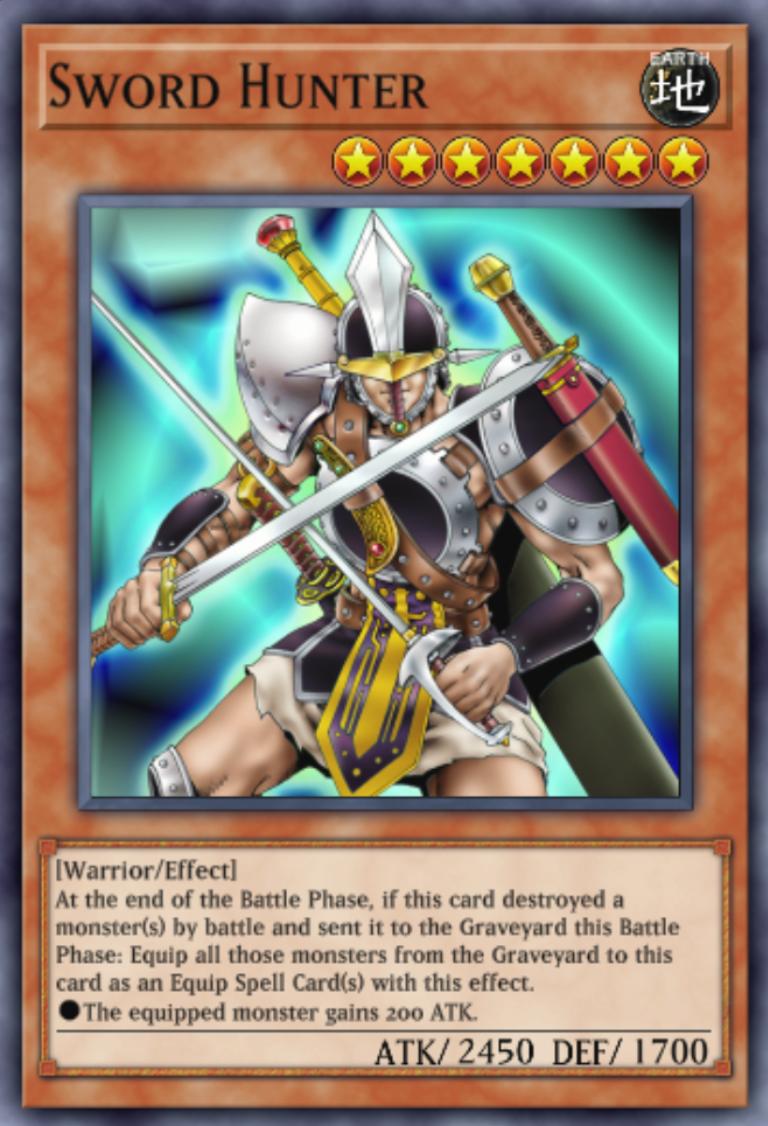 Sword Hunter
EARTH
地
[Warrior/Effect]
At the end of the Battle Phase, if this card destroyed a
monster(s) by battle and sent it to the Graveyard this Battle
Phase: Equip all those monsters from the Graveyard to this
card as an Equip Spell Card(s) with this effect.
●The equipped monster gains 200 ATK.
ATK/ 2450 DEF/ 1700